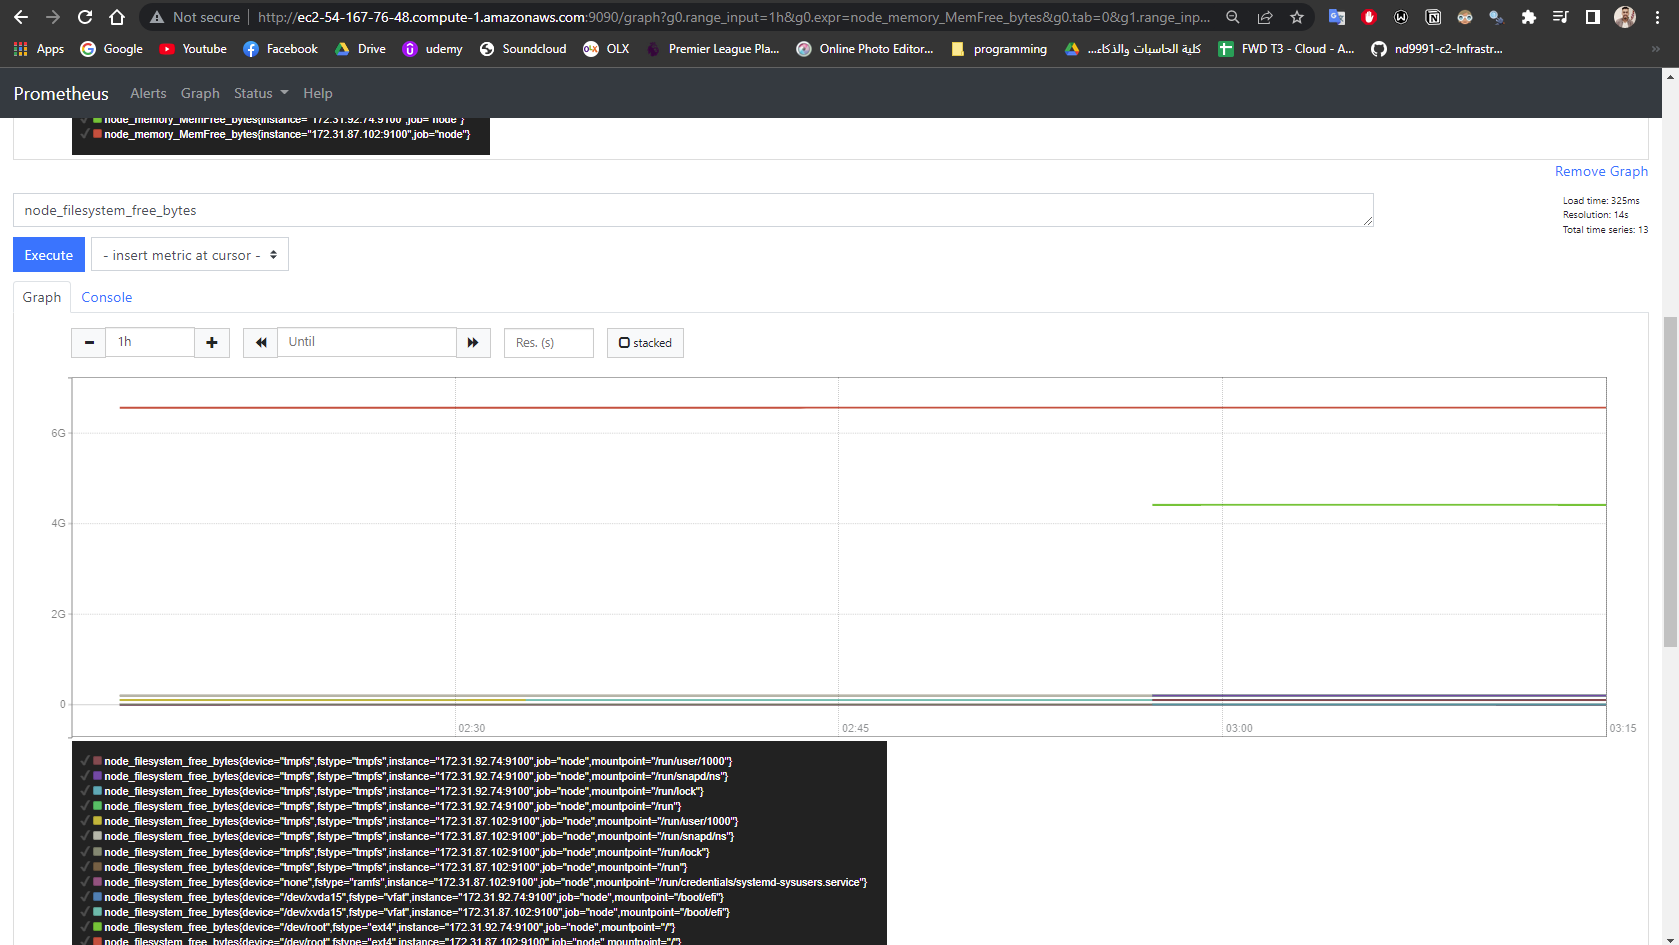 Not secure | http://ec2-54-167-76-48.compute-1.amazonaws.com:9090/graph?g0.range_input=1h&g0.expr=node_memory_MemFree_bytes&g0.tab=0&g1.range_inp...
Apps Google Youtube Facebook Drive udemy Soundcloud OLX Premier League Pla... Online Photo Editor... programming كلية الحاسبات والذكاء... FWD T3 - Cloud - A... nd9991-c2-Infrastr... »
Prometheus Alerts Graph Status Help
node_memory_MemFree_bytes{instance="172.31.92.74:9100",job="node"}
node_memory_MemFree_bytes{instance="172.31.87.102:9100",job="node"}
Remove Graph
node_filesystem_free_bytes
Load time: 325ms
Resolution: 14s
Total time series: 13
Execute - insert metric at cursor -
Graph Console
1h Until Res. (s) stacked
6G
4G
2G
0
02:30 02:45 03:00 03:15
node_filesystem_free_bytes{device="tmpfs",fstype="tmpfs",instance="172.31.92.74:9100",job="node",mountpoint="/run/user/1000"}
node_filesystem_free_bytes{device="tmpfs",fstype="tmpfs",instance="172.31.92.74:9100",job="node",mountpoint="/run/snapd/ns"}
node_filesystem_free_bytes{device="tmpfs",fstype="tmpfs",instance="172.31.92.74:9100",job="node",mountpoint="/run/lock"}
node_filesystem_free_bytes{device="tmpfs",fstype="tmpfs",instance="172.31.92.74:9100",job="node",mountpoint="/run"}
node_filesystem_free_bytes{device="tmpfs",fstype="tmpfs",instance="172.31.87.102:9100",job="node",mountpoint="/run/user/1000"}
node_filesystem_free_bytes{device="tmpfs",fstype="tmpfs",instance="172.31.87.102:9100",job="node",mountpoint="/run/snapd/ns"}
node_filesystem_free_bytes{device="tmpfs",fstype="tmpfs",instance="172.31.87.102:9100",job="node",mountpoint="/run/lock"}
node_filesystem_free_bytes{device="tmpfs",fstype="tmpfs",instance="172.31.87.102:9100",job="node",mountpoint="/run"}
node_filesystem_free_bytes{device="none",fstype="ramfs",instance="172.31.87.102:9100",job="node",mountpoint="/run/credentials/systemd-sysusers.service"}
node_filesystem_free_bytes{device="/dev/xvda15",fstype="vfat",instance="172.31.92.74:9100",job="node",mountpoint="/boot/efi"}
node_filesystem_free_bytes{device="/dev/xvda15",fstype="vfat",instance="172.31.87.102:9100",job="node",mountpoint="/boot/efi"}
node_filesystem_free_bytes{device="/dev/root",fstype="ext4",instance="172.31.92.74:9100",job="node",mountpoint="/"}
node_filesystem_free_bytes{device="/dev/root",fstype="ext4",instance="172.31.87.102:9100",job="node",mountpoint="/"}